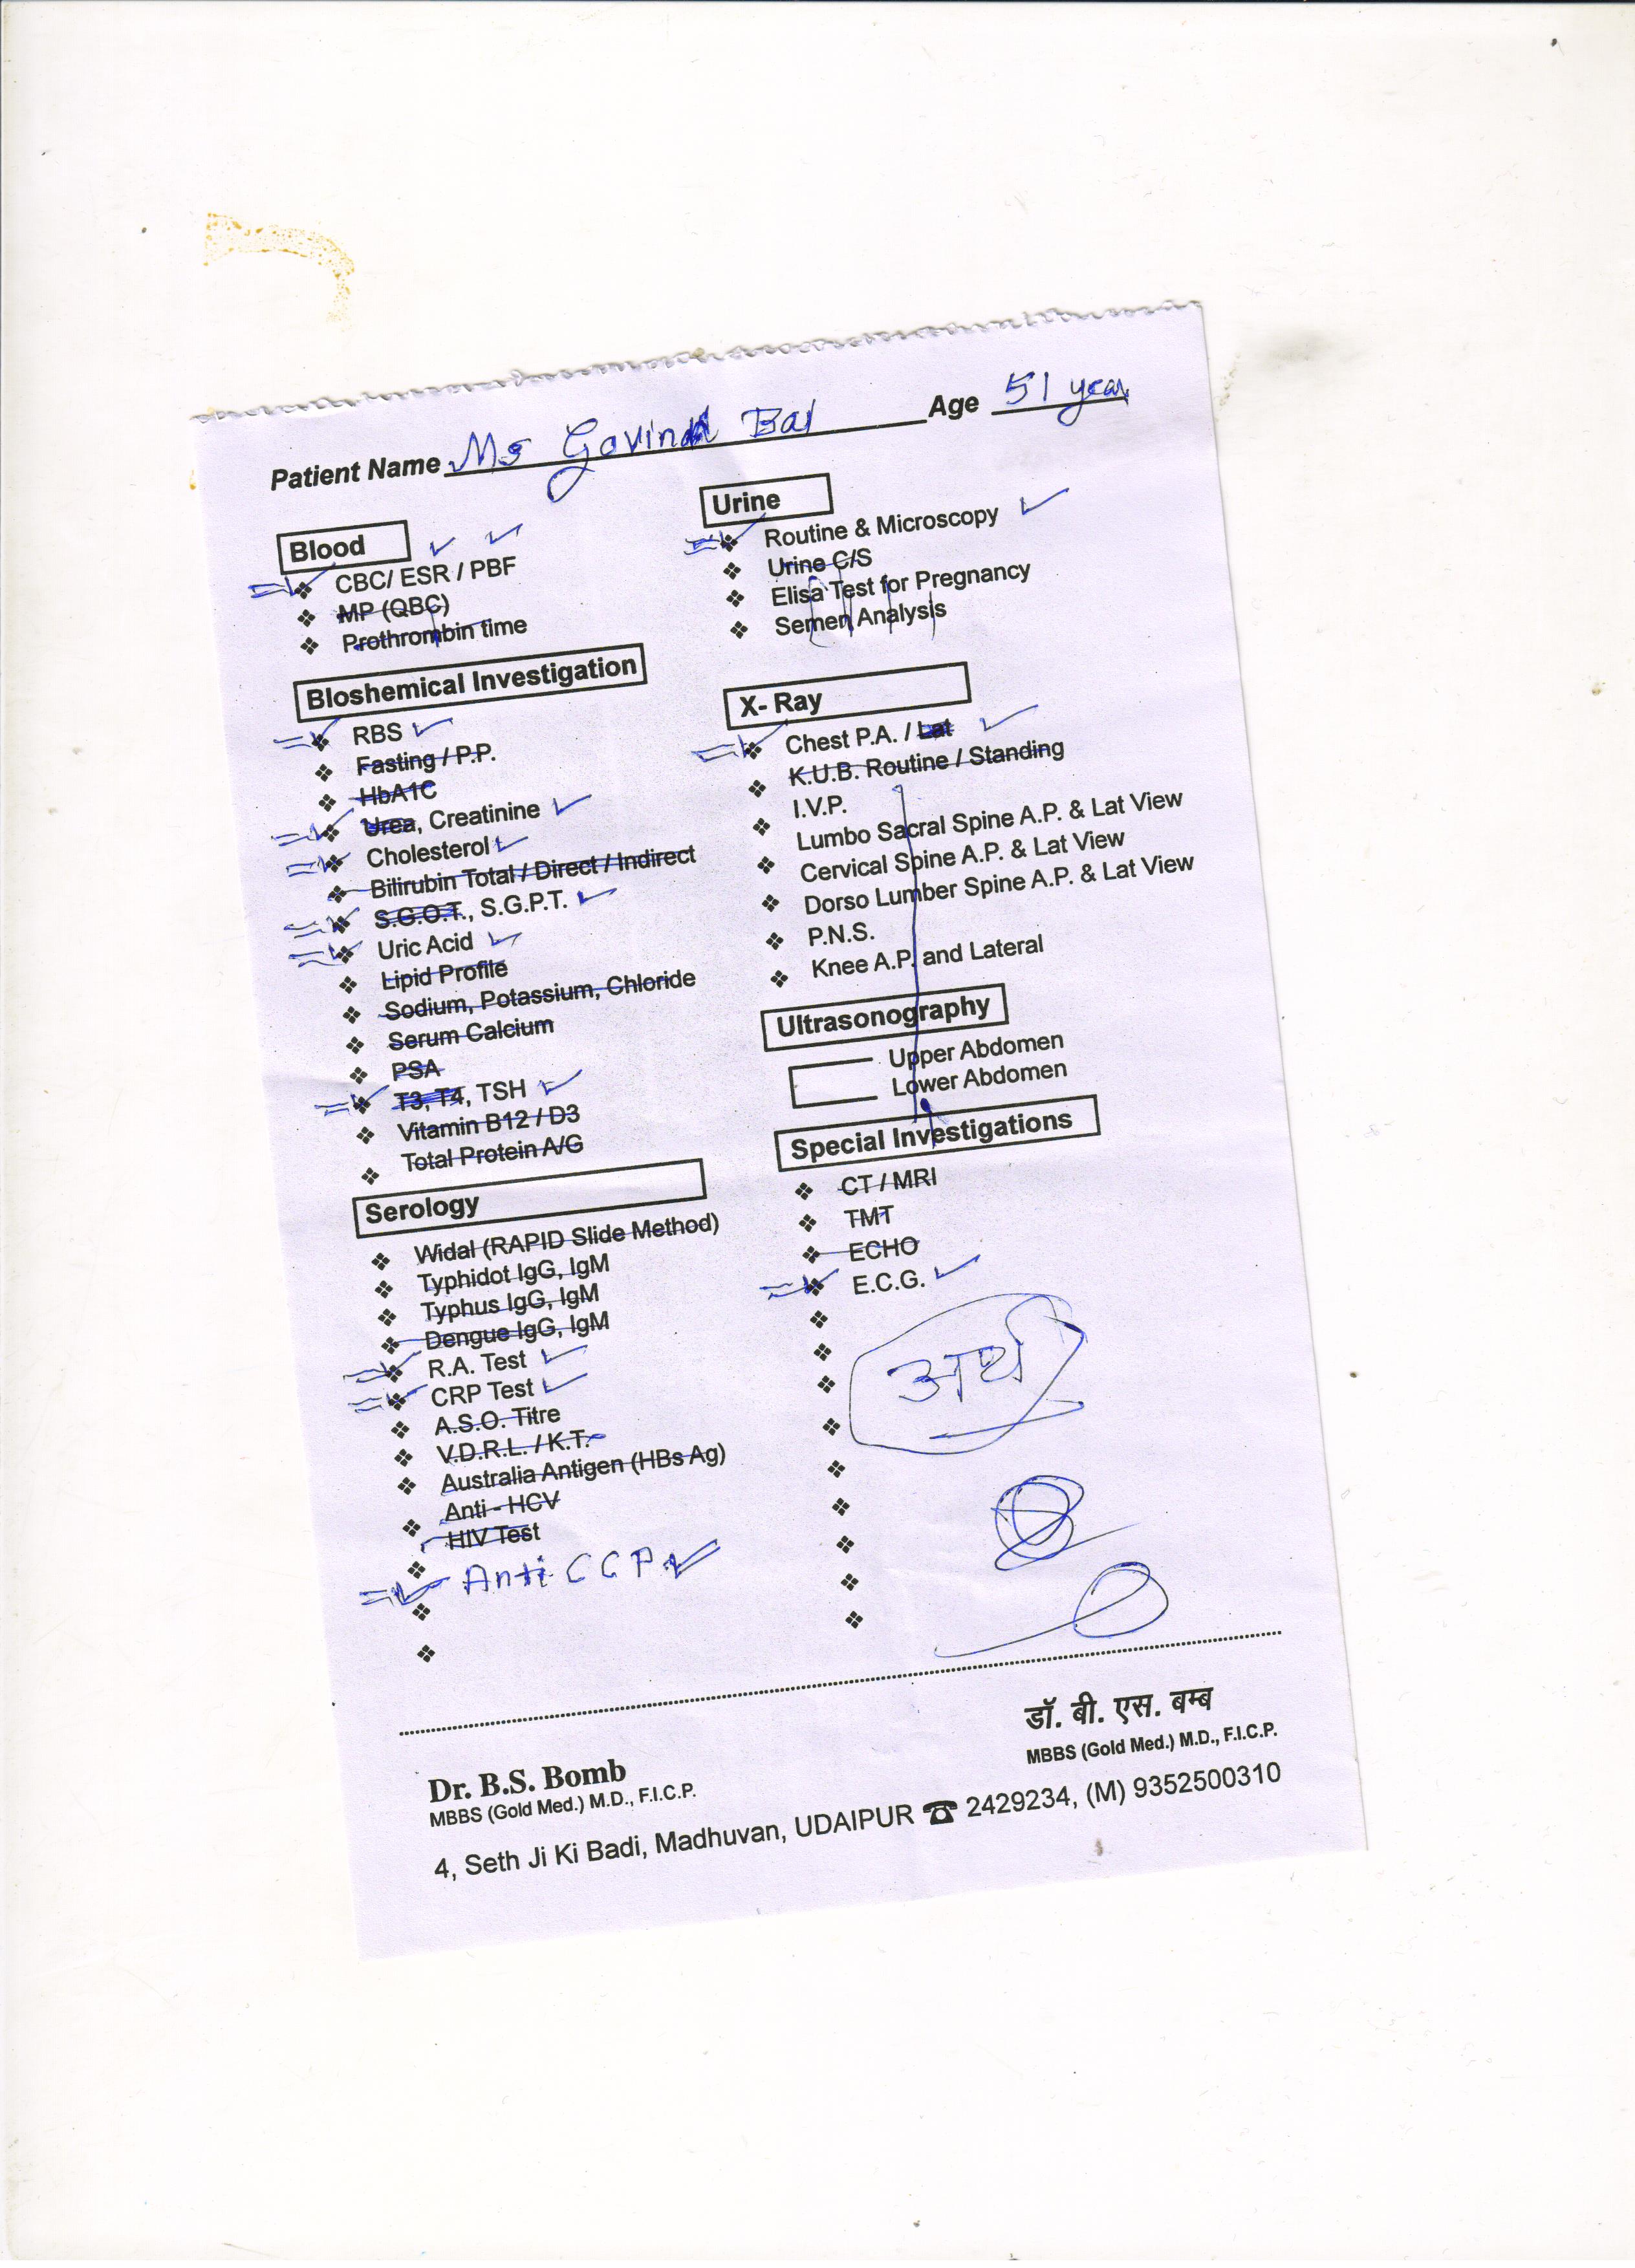 Patient Name Ms Govind Bai Age 51 year
Blood
CBC/ ESR / PBF
MP (QBC)
Prothrombin time
Bloshemical Investigation
RBS
Fasting / P.P.
HbA1C
Urea, Creatinine
Cholesterol
Bilirubin Total / Direct / Indirect
S.G.O.T., S.G.P.T.
Uric Acid
Lipid Profile
Sodium, Potassium, Chloride
Serum Calcium
PSA
T3, T4, TSH
Vitamin B12 / D3
Total Protein A/G
Serology
Widal (RAPID Slide Method)
Typhidot IgG, IgM
Typhus IgG, IgM
Dengue IgG, IgM
R.A. Test
CRP Test
A.S.O. Titre
V.D.R.L. / K.T.
Australia Antigen (HBs Ag)
Anti - HCV
HIV Test
Anti CCP
Urine
Routine & Microscopy
Urine C/S
Elisa Test for Pregnancy
Semen Analysis
X- Ray
Chest P.A. / Lat
K.U.B. Routine / Standing
I.V.P.
Lumbo Sacral Spine A.P. & Lat View
Cervical Spine A.P. & Lat View
Dorso Lumber Spine A.P. & Lat View
P.N.S.
Knee A.P. and Lateral
Ultrasonography
Upper Abdomen
Lower Abdomen
Special Investigations
CT / MRI
TMT
ECHO
E.C.G.
अर्थ
Dr. B.S. Bomb
MBBS (Gold Med.) M.D., F.I.C.P.
डॉ. बी. एस. बम्ब
MBBS (Gold Med.) M.D., F.I.C.P.
4, Seth Ji Ki Badi, Madhuvan, UDAIPUR ☎ 2429234, (M) 9352500310